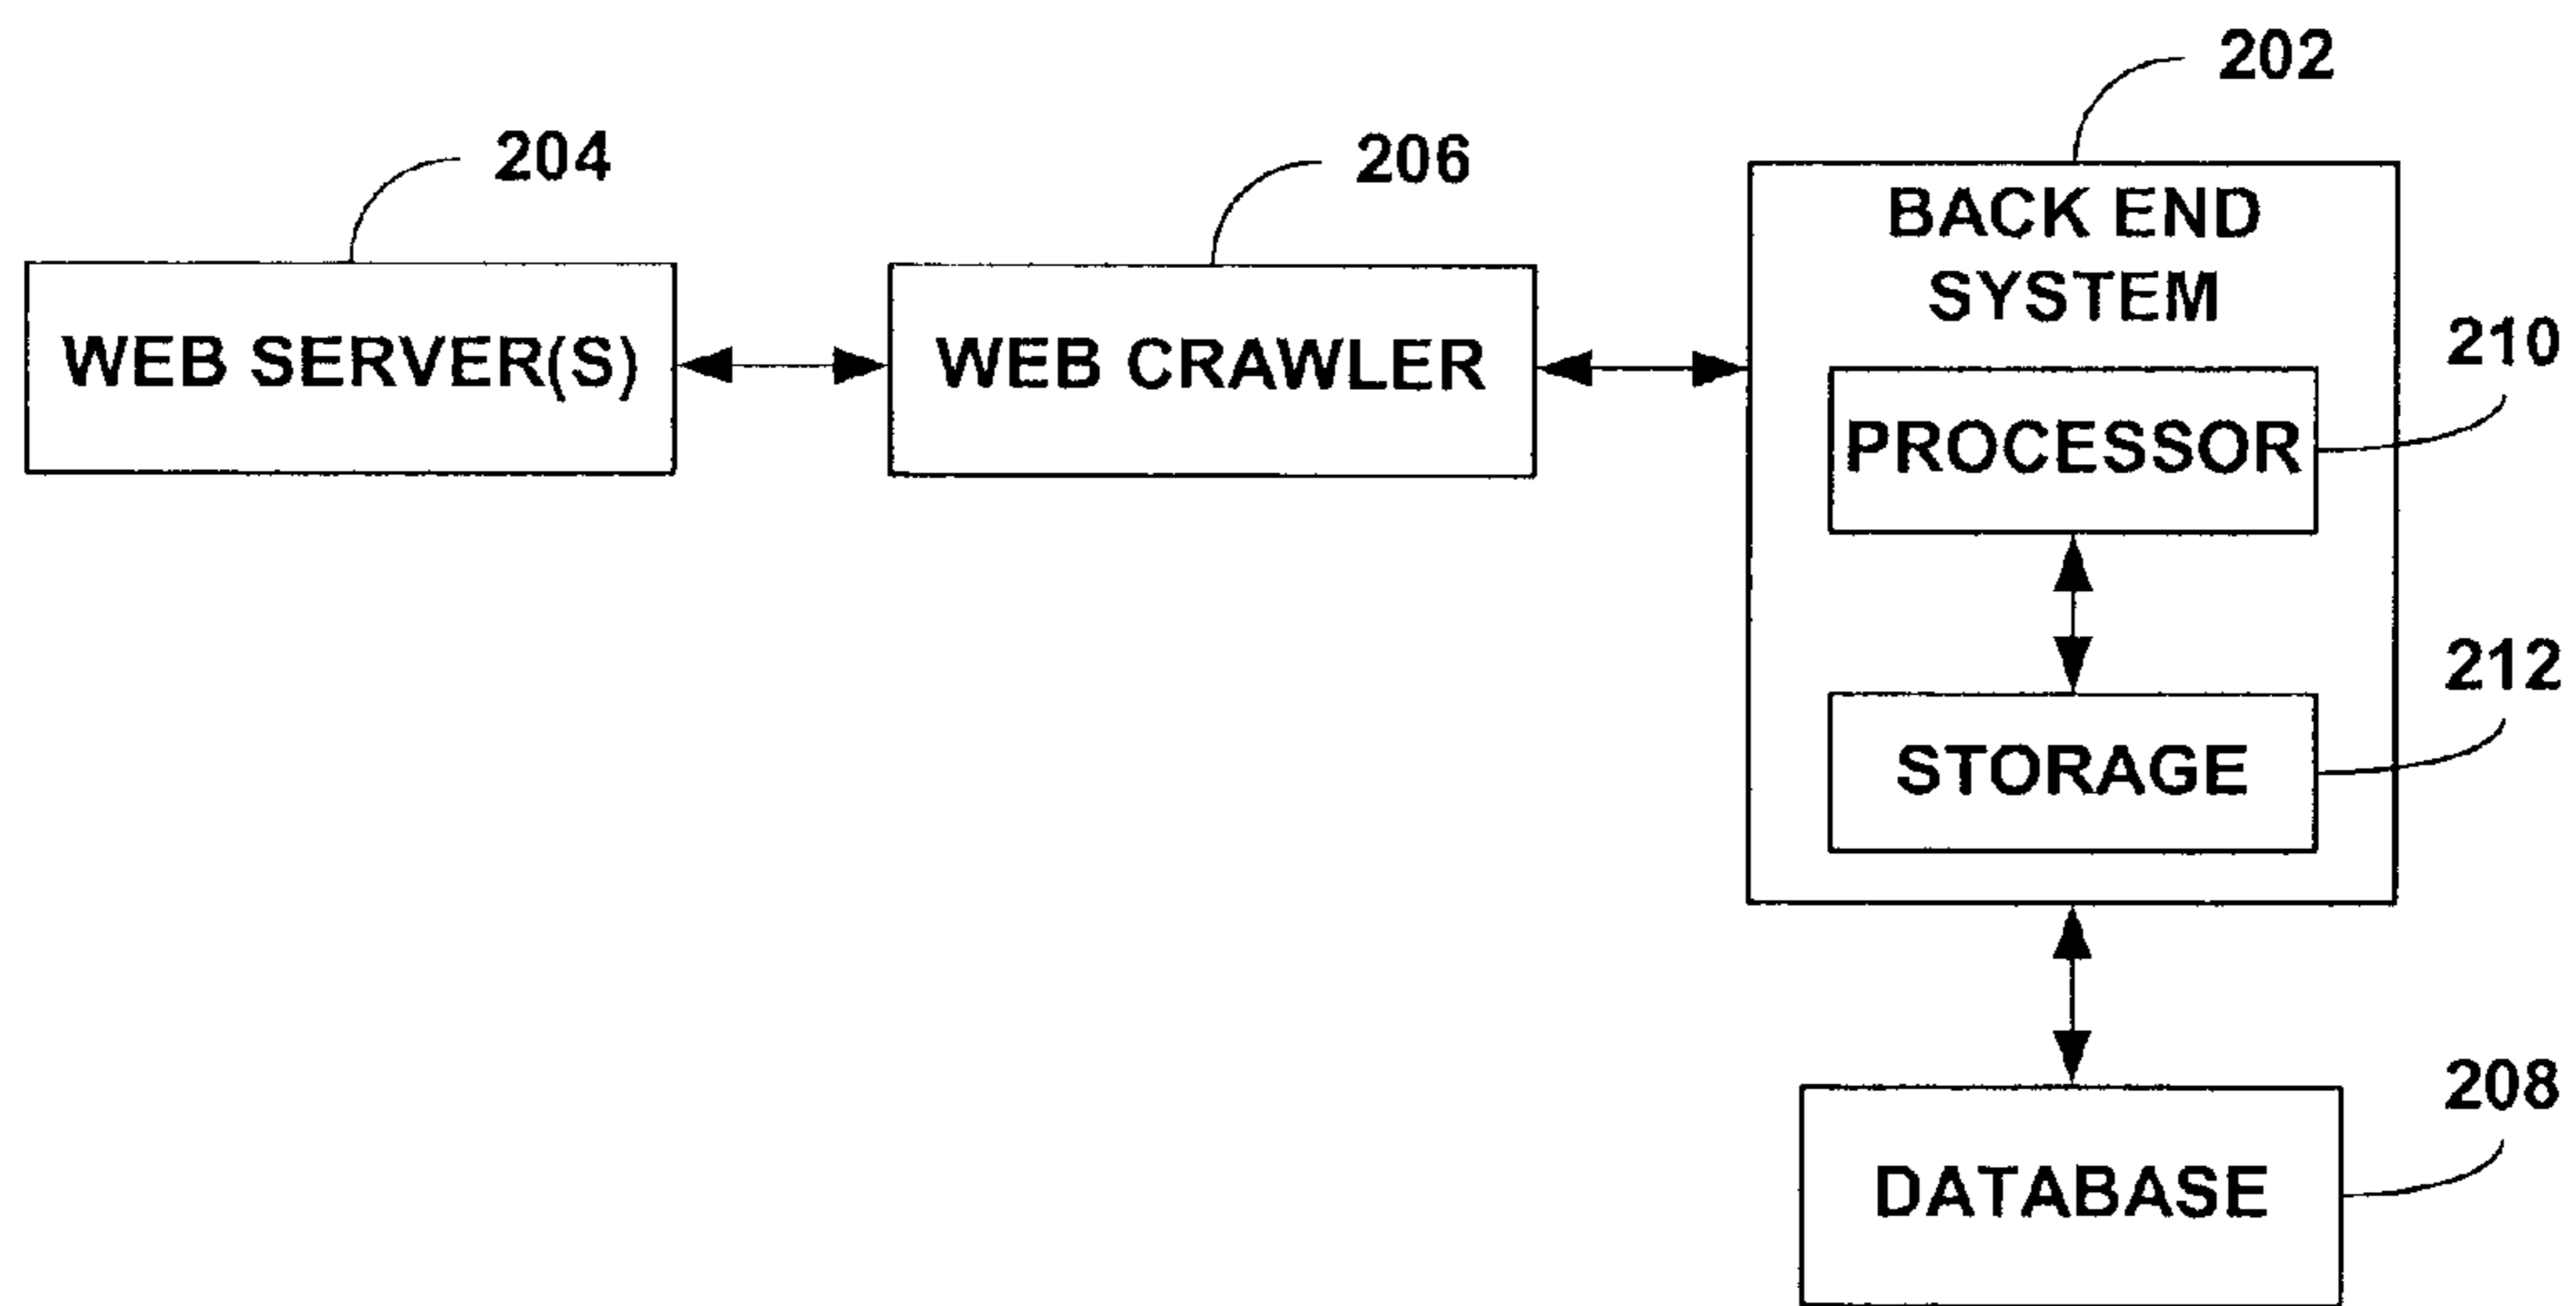 202
204
206
BACK END
SYSTEM
WEB SERVER(S)
WEB CRAWLER
210
PROCESSOR
212
STORAGE
208
DATABASE